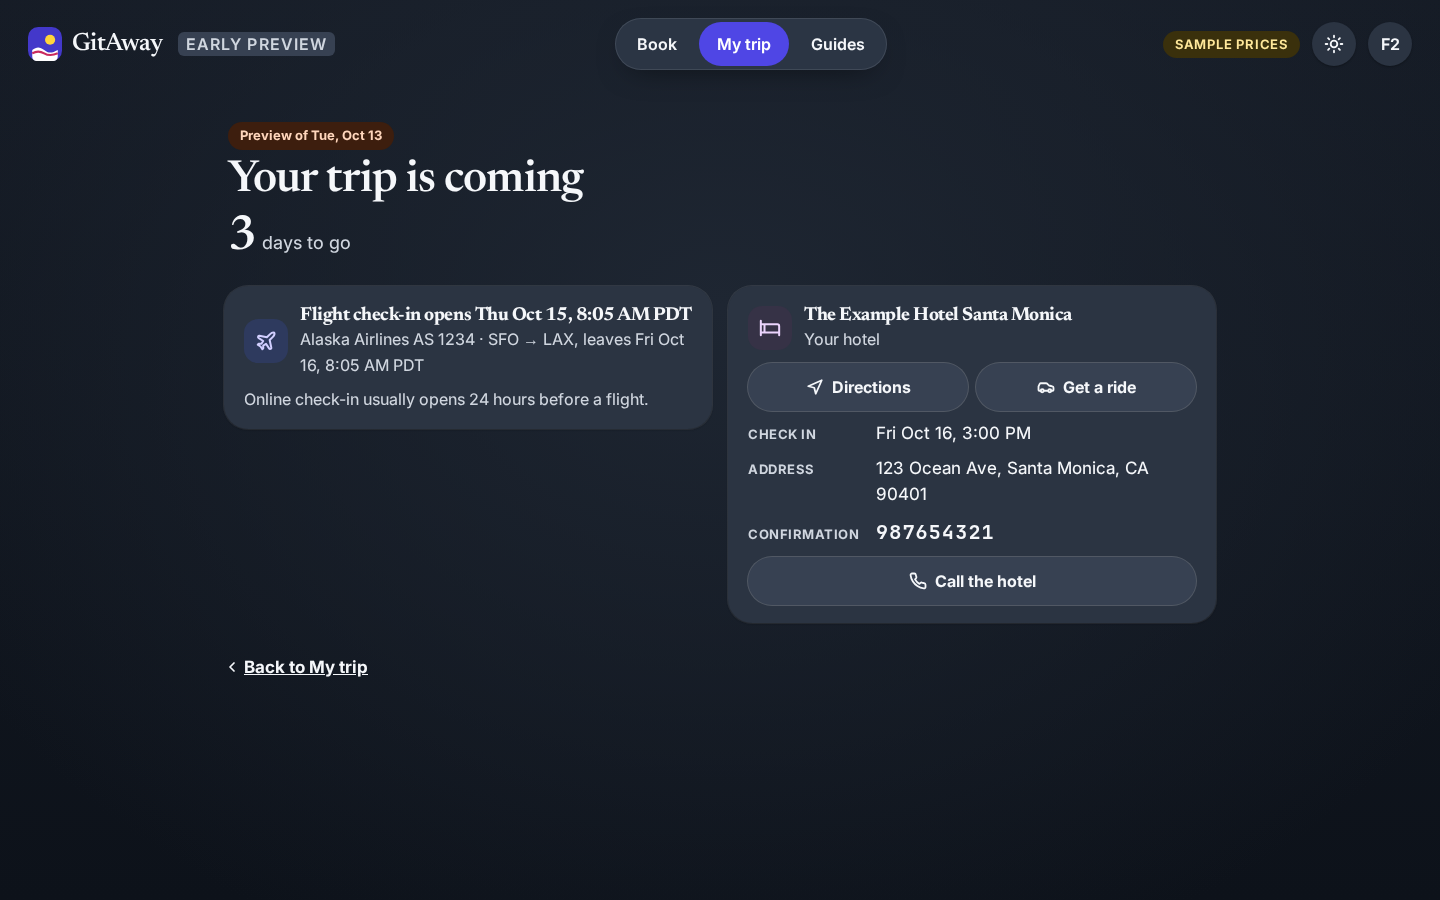 GitAway EARLY PREVIEW
Book My trip Guides
SAMPLE PRICES F2
Preview of Tue, Oct 13
Your trip is coming
3 days to go
Flight check-in opens Thu Oct 15, 8:05 AM PDT
Alaska Airlines AS 1234 · SFO → LAX, leaves Fri Oct
16, 8:05 AM PDT
Online check-in usually opens 24 hours before a flight.
The Example Hotel Santa Monica
Your hotel
Directions Get a ride
CHECK IN Fri Oct 16, 3:00 PM
ADDRESS 123 Ocean Ave, Santa Monica, CA
90401
CONFIRMATION 987654321
Call the hotel
Back to My trip